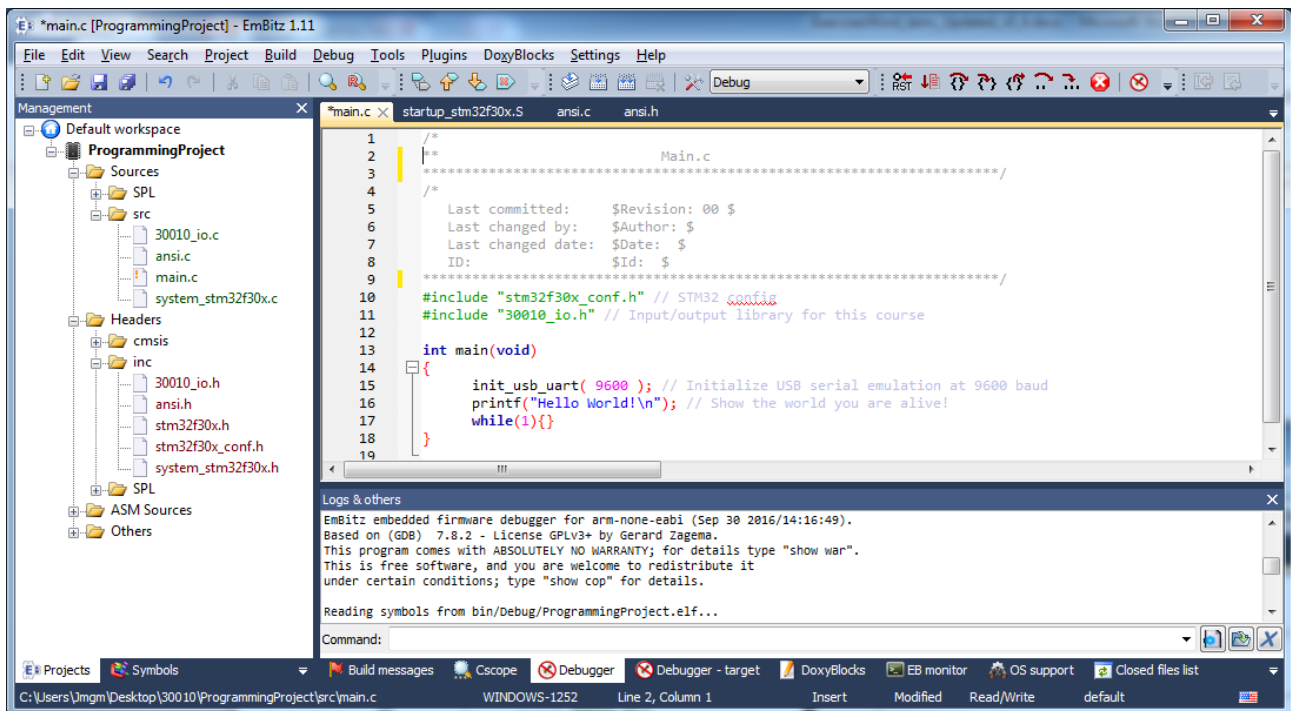 *main.c [ProgrammingProject] - EmBitz 1.11
File Edit View Search Project Build Debug Tools Plugins DoxyBlocks Settings Help
Debug
RST
Management
*main.c startup_stm32f30x.S ansi.c ansi.h
Default workspace
ProgrammingProject
Sources
SPL
src
30010_io.c
ansi.c
main.c
system_stm32f30x.c
Headers
cmsis
inc
30010_io.h
ansi.h
stm32f30x.h
stm32f30x_conf.h
system_stm32f30x.h
SPL
ASM Sources
Others
1 /*
2 ** Main.c
3 **********************************************************************/
4 /*
5 Last committed: $Revision: 00 $
6 Last changed by: $Author: $
7 Last changed date: $Date: $
8 ID: $Id: $
9 **********************************************************************/
10 #include "stm32f30x_conf.h" // STM32 config
11 #include "30010_io.h" // Input/output library for this course
12
13 int main(void)
14 {
15 init_usb_uart( 9600 ); // Initialize USB serial emulation at 9600 baud
16 printf("Hello World!\n"); // Show the world you are alive!
17 while(1){}
18 }
19
Logs & others
EmBitz embedded firmware debugger for arm-none-eabi (Sep 30 2016/14:16:49).
Based on (GDB) 7.8.2 - License GPLv3+ by Gerard Zagema.
This program comes with ABSOLUTELY NO WARRANTY; for details type "show war".
This is free software, and you are welcome to redistribute it
under certain conditions; type "show cop" for details.
Reading symbols from bin/Debug/ProgrammingProject.elf...
Command:
Projects Symbols Build messages Cscope Debugger Debugger - target DoxyBlocks EB monitor OS support Closed files list
C:\Users\Jmgm\Desktop\30010\ProgrammingProject\src\main.c WINDOWS-1252 Line 2, Column 1 Insert Modified Read/Write default